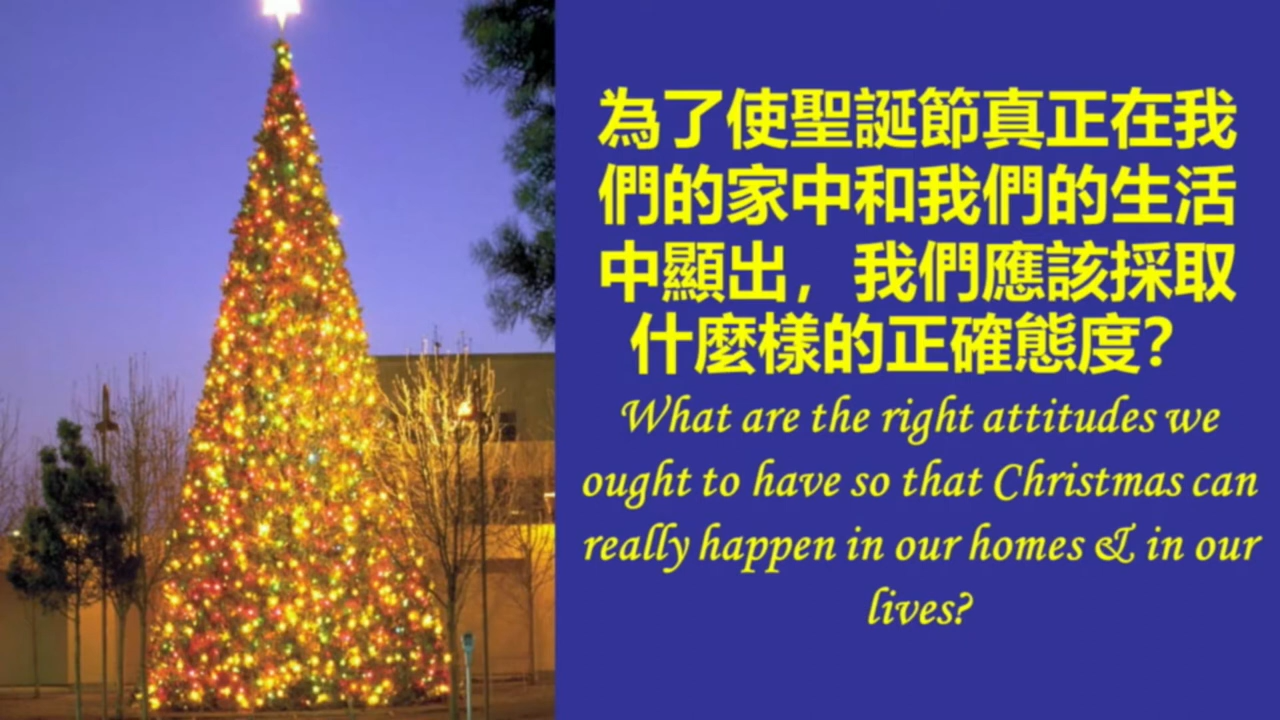 為了使聖誕節真正在我
們的家中和我們的生活
中顯出，我們應該採取
什麼樣的正確態度？
What are the right attitudes we
ought to have so that Christmas can
really happen in our homes & in our
lives?